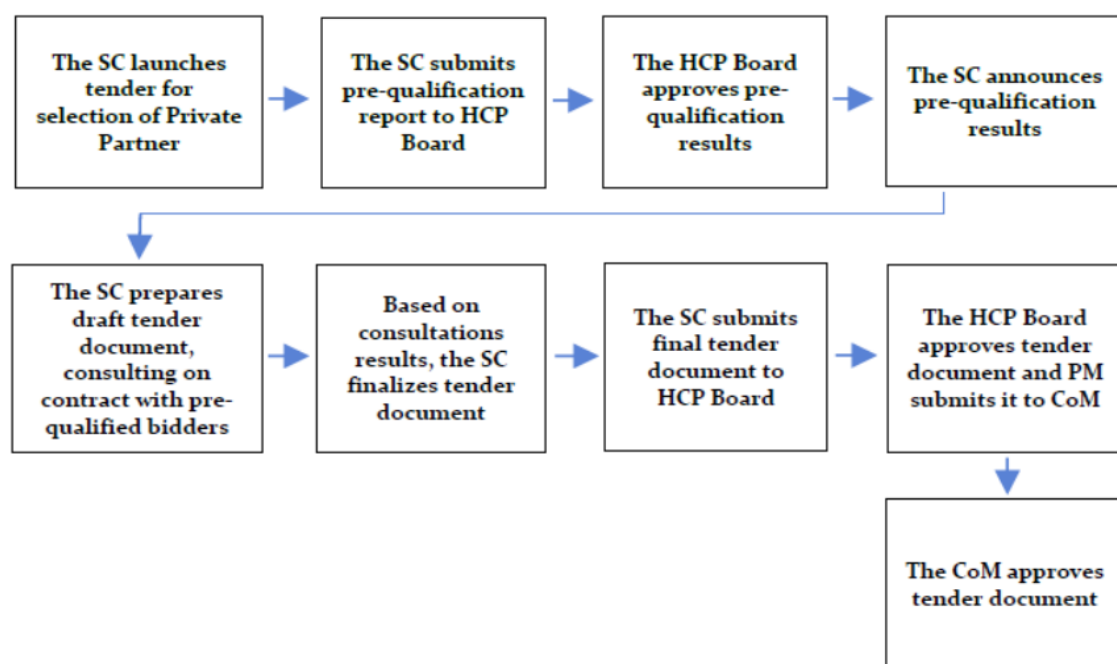 The SC launches
tender for
selection of Private
Partner
The SC submits
pre-qualification
report to HCP
Board
The HCP Board
approves pre-
qualification
results
The SC announces
pre-qualification
results
The SC prepares
draft tender
document,
consulting on
contract with pre-
qualified bidders
Based on
consultations
results, the SC
finalizes tender
document
The SC submits
final tender
document to
HCP Board
The HCP Board
approves tender
document and PM
submits it to CoM
The CoM approves
tender document